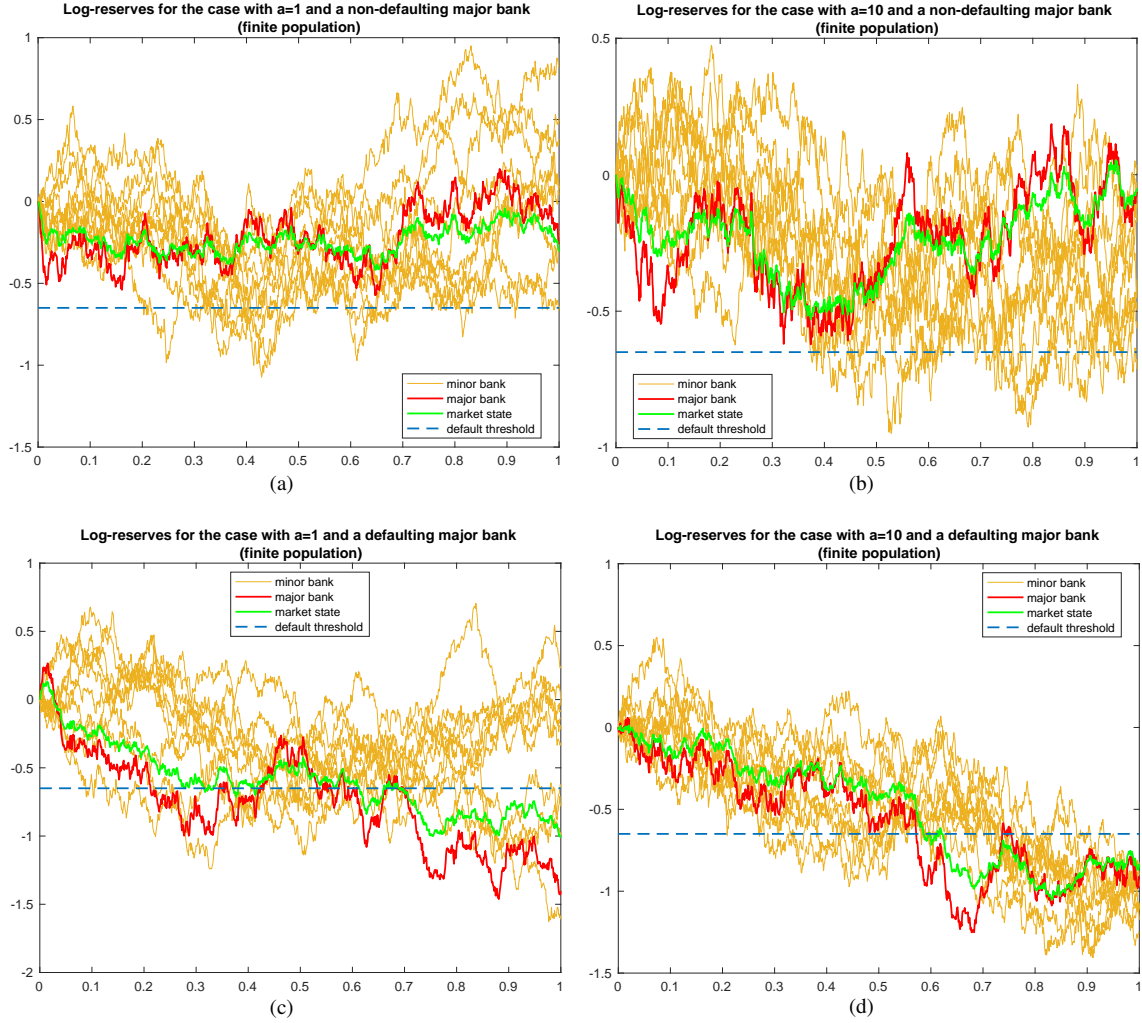 Log-reserves for the case with a=1 and a non-defaulting major bank
(finite population)
1
0.5
0
-0.5
-1
-1.5
0 0.1 0.2 0.3 0.4 0.5 0.6 0.7 0.8 0.9 1
minor bank
major bank
market state
default threshold
(a)
Log-reserves for the case with a=10 and a non-defaulting major bank
(finite population)
0.5
0
-0.5
-1
0 0.1 0.2 0.3 0.4 0.5 0.6 0.7 0.8 0.9 1
minor bank
major bank
market state
default threshold
(b)
Log-reserves for the case with a=1 and a defaulting major bank
(finite population)
1
0.5
0
-0.5
-1
-1.5
-2
0 0.1 0.2 0.3 0.4 0.5 0.6 0.7 0.8 0.9 1
minor bank
major bank
market state
default threshold
(c)
Log-reserves for the case with a=10 and a defaulting major bank
(finite population)
1
0.5
0
-0.5
-1
-1.5
0 0.1 0.2 0.3 0.4 0.5 0.6 0.7 0.8 0.9 1
minor bank
major bank
market state
default threshold
(d)